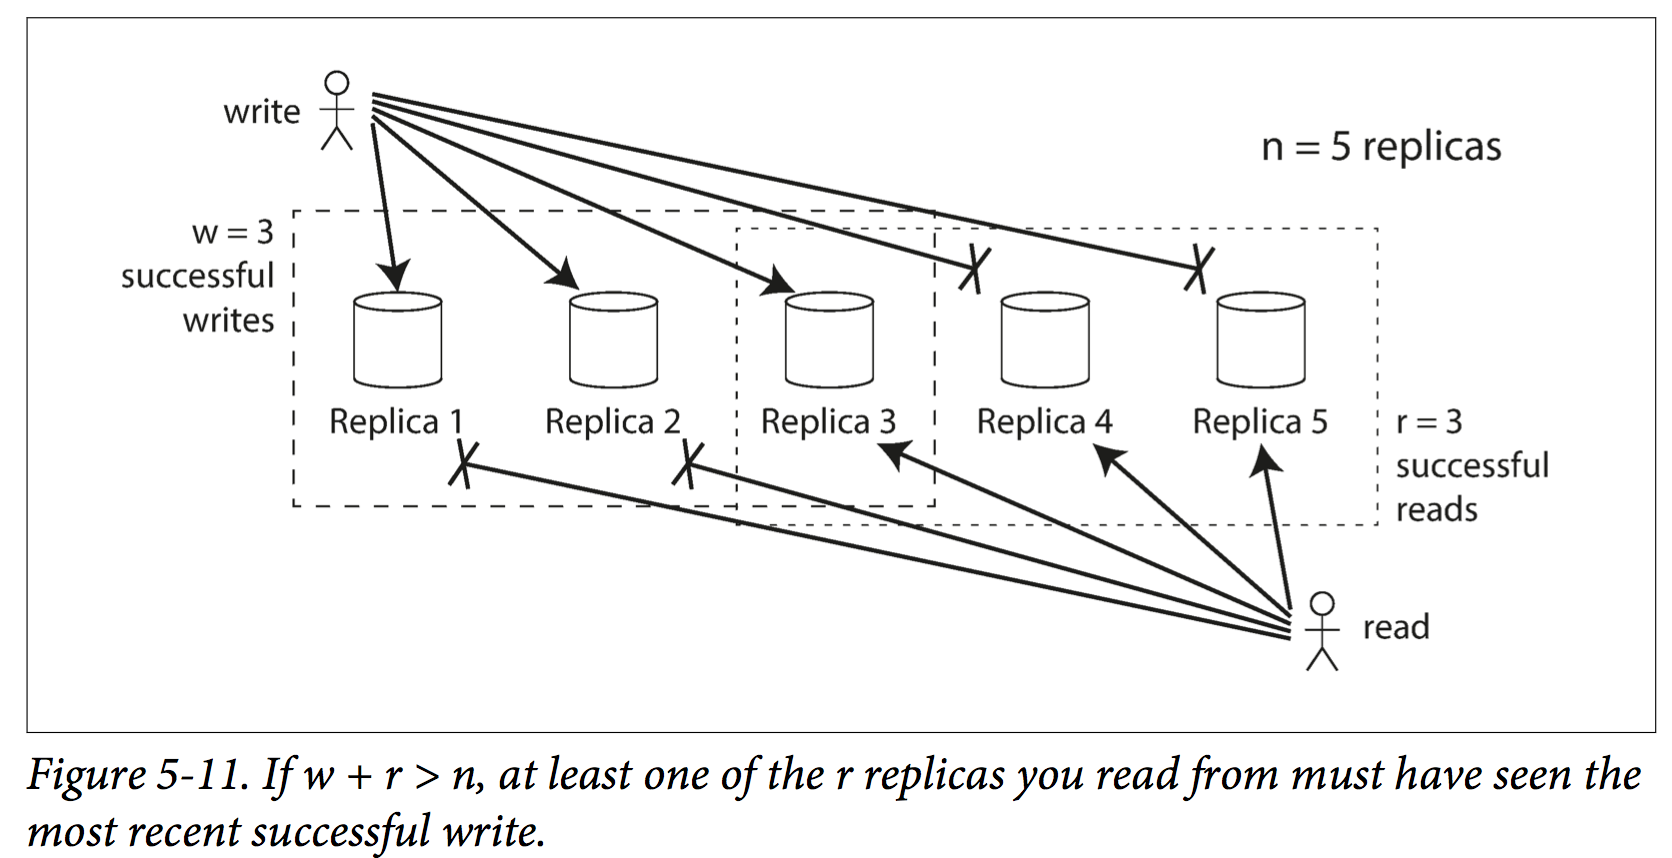 write
n = 5 replicas
w = 3
successful
writes
Replica 1
Replica 2
Replica 3
Replica 4
Replica 5
r = 3
successful
reads
read
Figure 5-11. If w + r > n, at least one of the r replicas you read from must have seen the
most recent successful write.